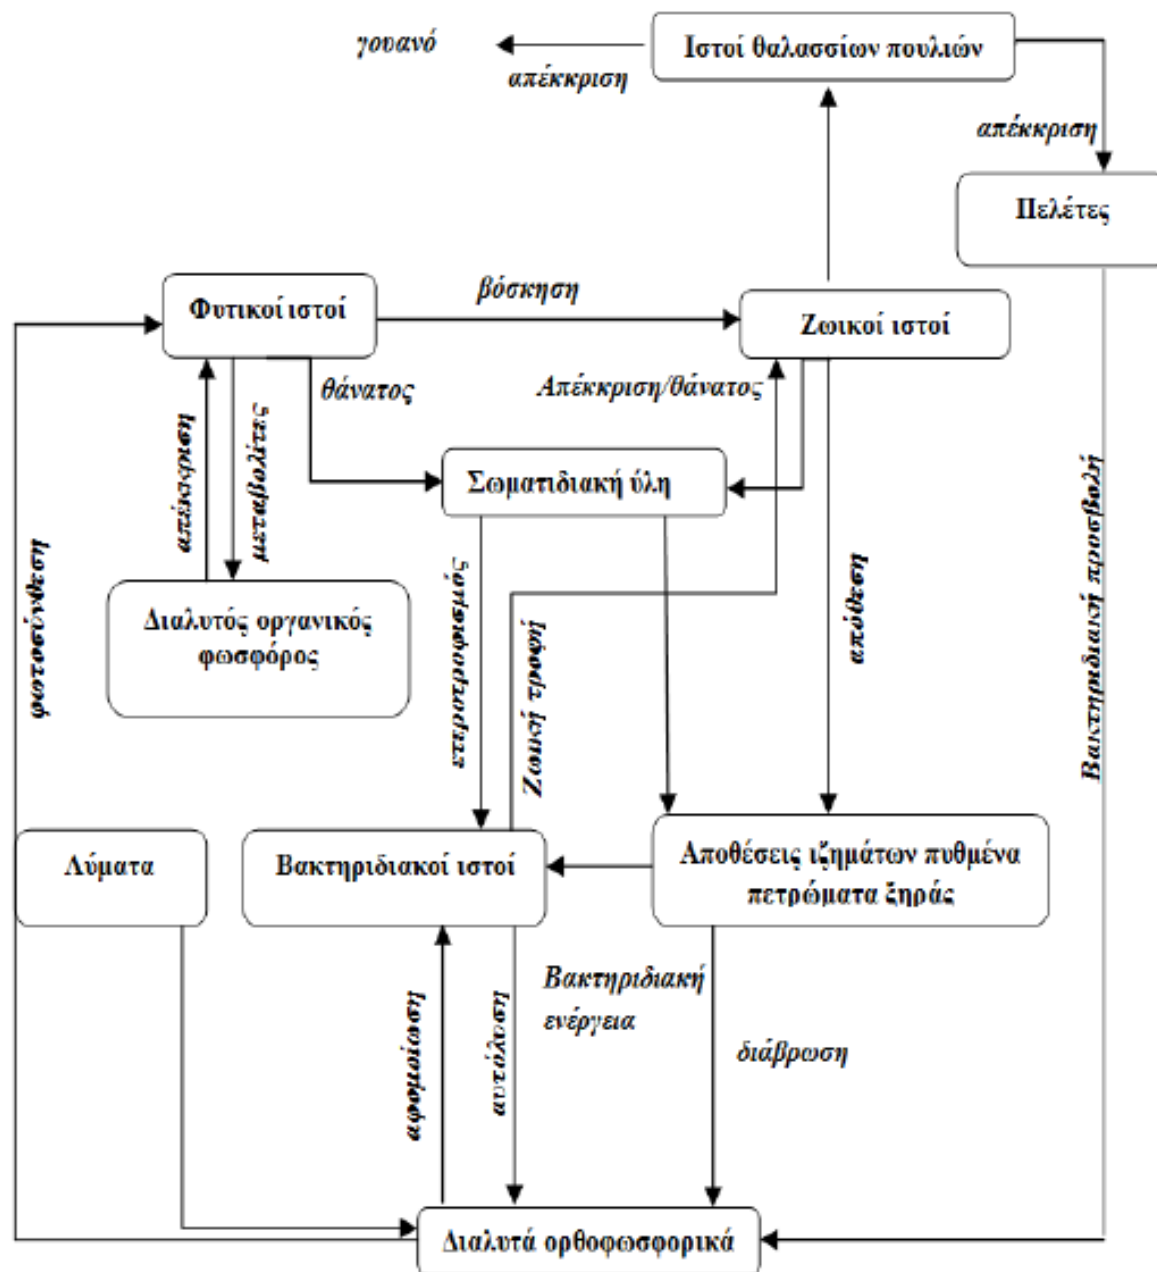 γουανό
απέκκριση
Ιστοί θαλασσίων πουλιών
απέκκριση
Πελέτες
Φυτικοί ιστοί
βόσκηση
Ζωικοί ιστοί
θάνατος
Απέκκριση/θάνατος
απέκκριση
μεταβολίτες
Σωματιδιακή ύλη
φωτοσύνθεση
Διαλυτός οργανικός
φωσφόρος
ετεροτροφισμός
Ζωική τροφή
απόθεση
Βακτηριδιακή προσβολή
Λύματα
Βακτηριδιακοί ιστοί
Αποθέσεις ιζημάτων πυθμένα
πετρώματα ξηράς
αφομοίωση
αυτόλυση
Βακτηριδιακή
ενέργεια
διάβρωση
Διαλυτά ορθοφωσφορικά